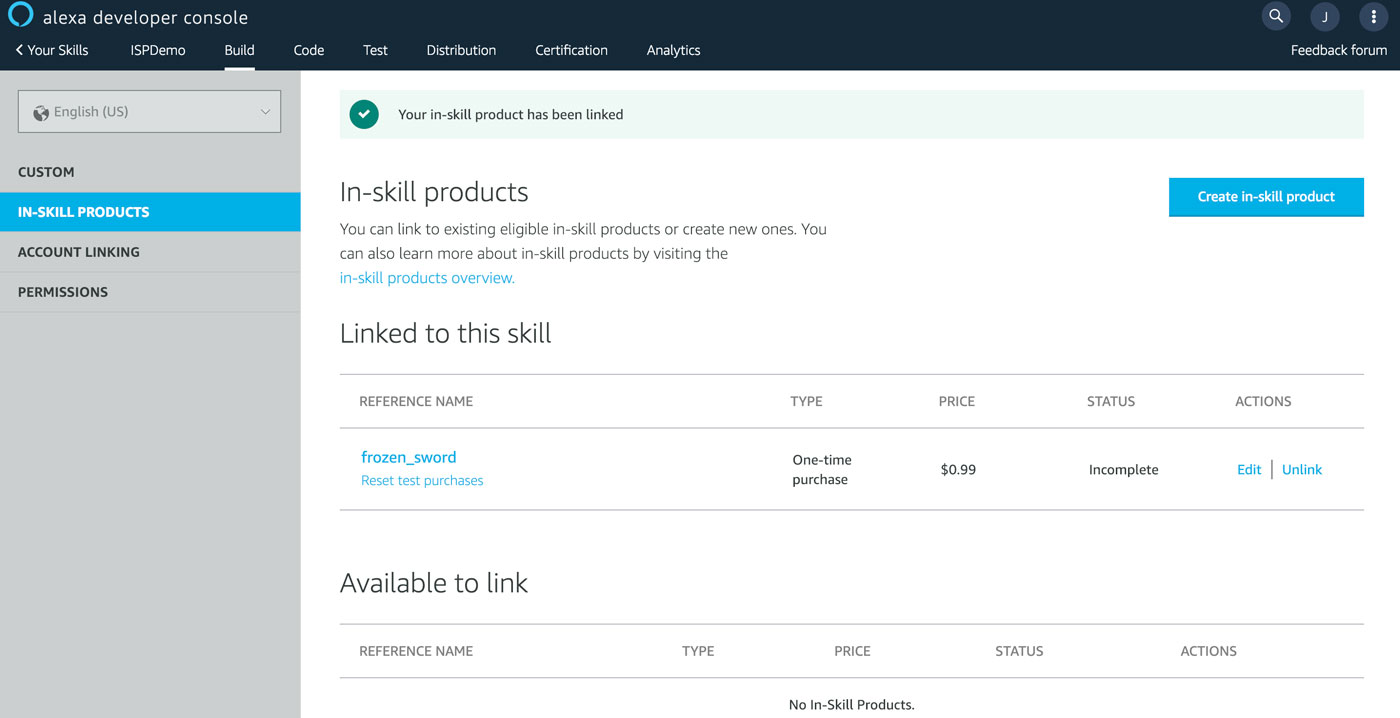 alexa developer console
J
Your Skills ISPDemo Build Code Test Distribution Certification Analytics Feedback forum
English (US)
CUSTOM
IN-SKILL PRODUCTS
ACCOUNT LINKING
PERMISSIONS
Your in-skill product has been linked
In-skill products
Create in-skill product
You can link to existing eligible in-skill products or create new ones. You
can also learn more about in-skill products by visiting the
in-skill products overview.
Linked to this skill
REFERENCE NAME TYPE PRICE STATUS ACTIONS
frozen_sword
Reset test purchases
One-time
purchase
$0.99
Incomplete
Edit | Unlink
Available to link
REFERENCE NAME TYPE PRICE STATUS ACTIONS
No In-Skill Products.